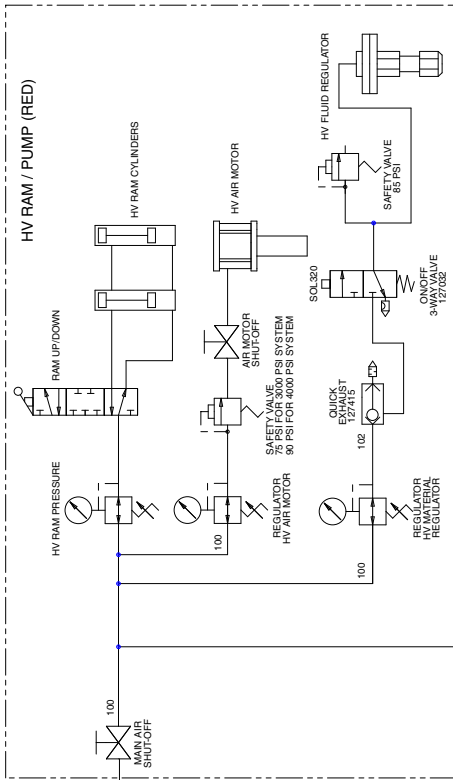 HV RAM / PUMP (RED)
MAIN AIR
SHUT-OFF
100
HV RAM PRESSURE
RAM UP/DOWN
HV RAM CYLINDERS
100
REGULATOR
HV AIR MOTOR
SAFETY VALVE
75 PSI FOR 3000 PSI SYSTEM
90 PSI FOR 4000 PSI SYSTEM
AIR MOTOR
SHUT-OFF
HV AIR MOTOR
100
REGULATOR
HV MATERIAL
REGULATOR
102
QUICK
EXHAUST
127415
SOL320
ON/OFF
3-WAY VALVE
127032
SAFETY VALVE
85 PSI
HV FLUID REGULATOR